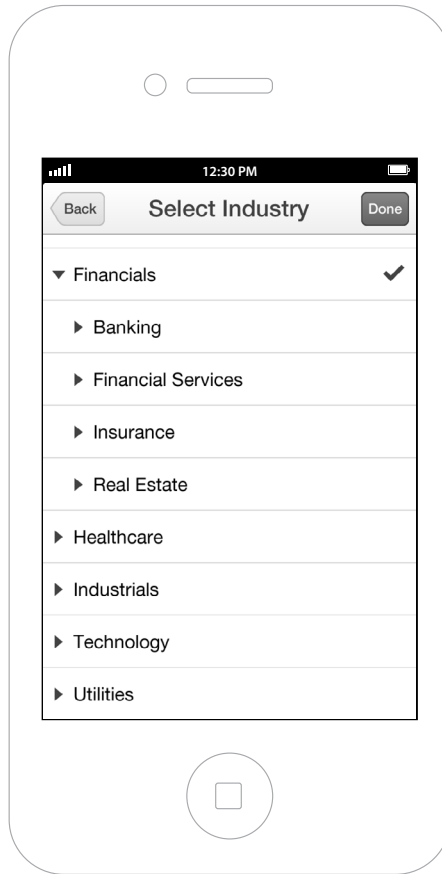 12:30 PM
Back Select Industry Done
Financials
Banking
Financial Services
Insurance
Real Estate
Healthcare
Industrials
Technology
Utilities